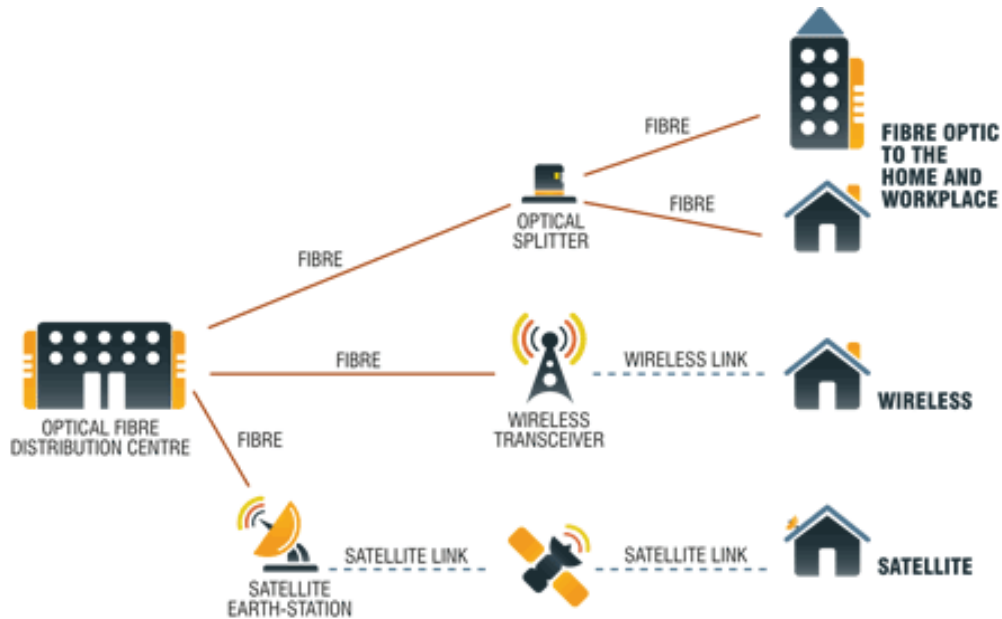 FIBRE
FIBRE OPTIC
TO THE
HOME AND
WORKPLACE
FIBRE
OPTICAL
SPLITTER
FIBRE
FIBRE
WIRELESS LINK
WIRELESS
WIRELESS
TRANSCEIVER
OPTICAL FIBRE
DISTRIBUTION CENTRE
FIBRE
SATELLITE LINK
SATELLITE LINK
SATELLITE
SATELLITE
EARTH-STATION